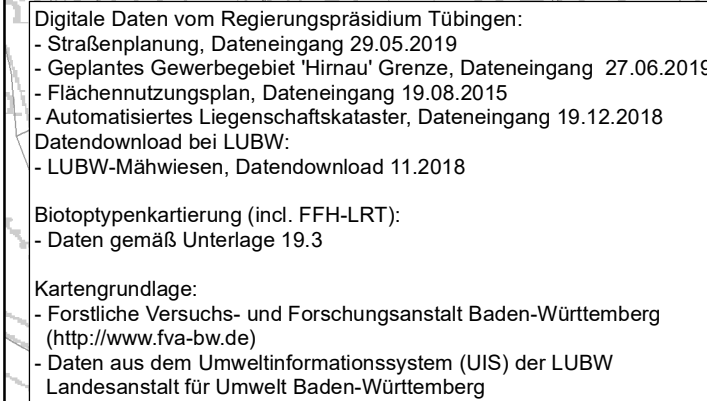 Digitale Daten vom Regierungspräsidium Tübingen:
- Straßenplanung, Dateneingang 29.05.2019
- Geplantes Gewerbegebiet 'Hirnau' Grenze, Dateneingang  27.06.2019
- Flächennutzungsplan, Dateneingang 19.08.2015
- Automatisiertes Liegenschaftskataster, Dateneingang 19.12.2018
Datendownload bei LUBW:
- LUBW-Mähwiesen, Datendownload 11.2018
Biotoptypenkartierung (incl. FFH-LRT):
- Daten gemäß Unterlage 19.3
Kartengrundlage:
- Forstliche Versuchs- und Forschungsanstalt Baden-Württemberg
(http://www.fva-bw.de)
- Daten aus dem Umweltinformationssystem (UIS) der LUBW
Landesanstalt für Umwelt Baden-Württemberg